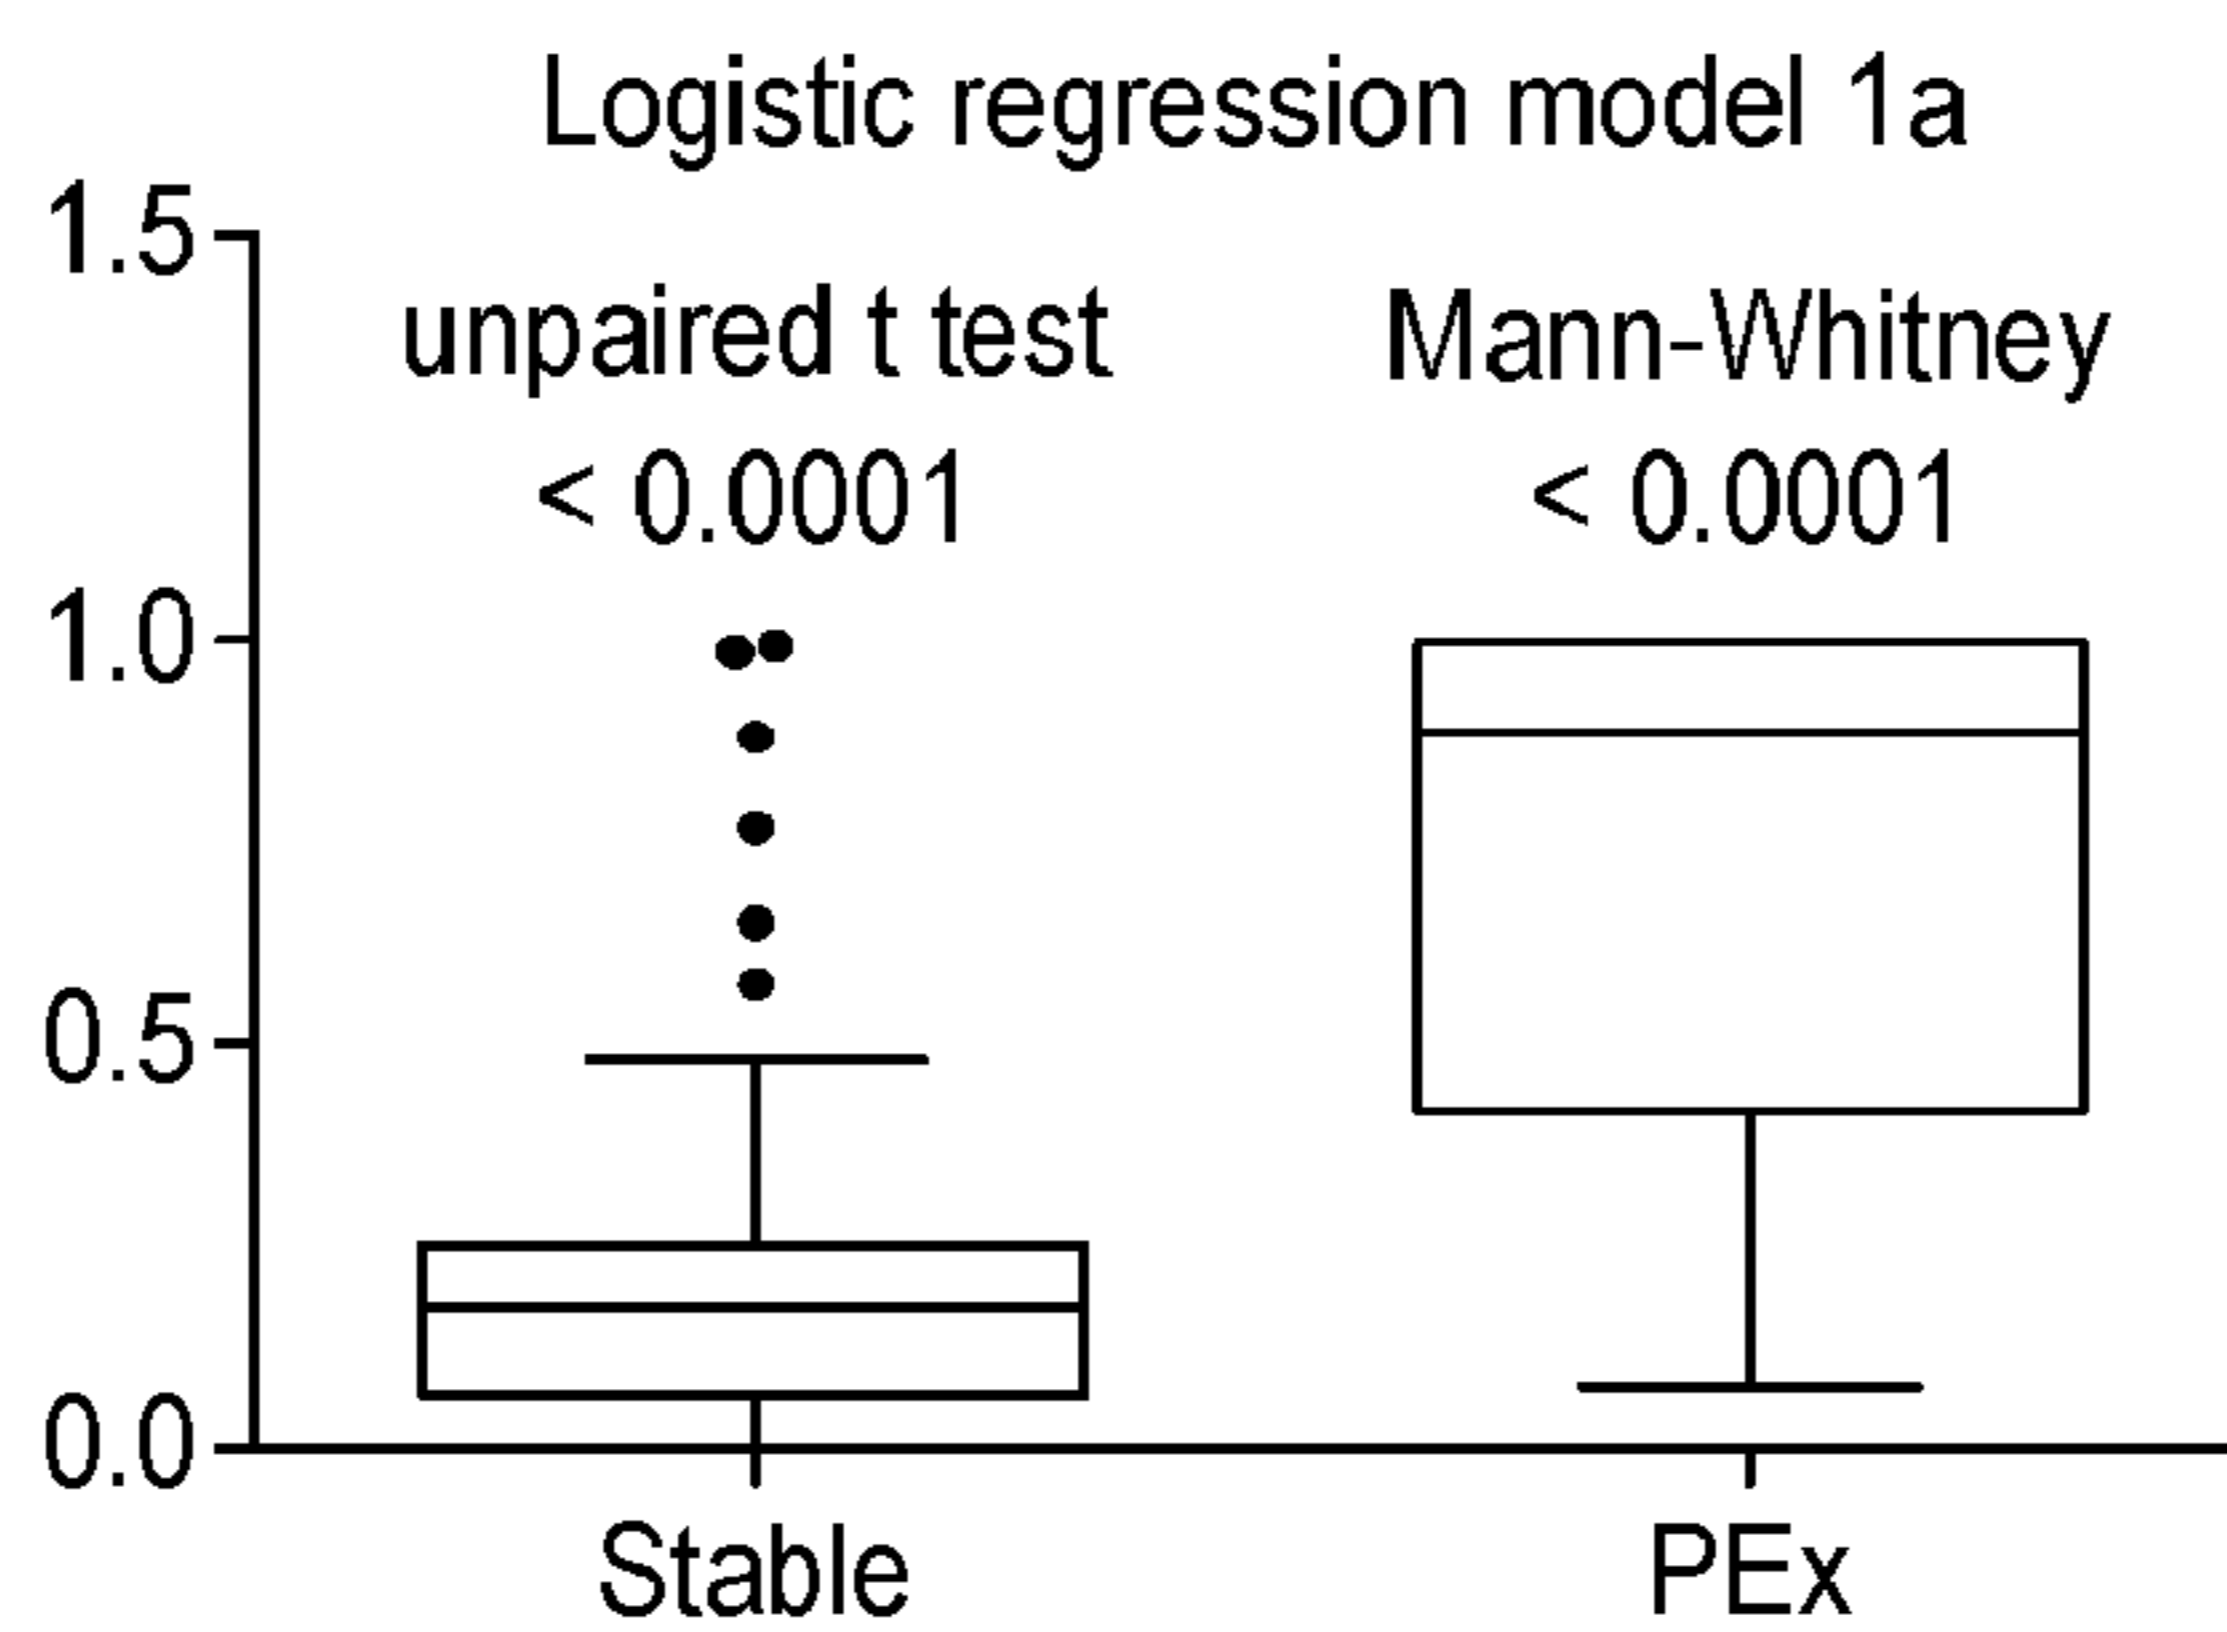 Logistic regression model 1a
1.5
unpaired t test
Mann-Whitney
< 0.0001
< 0.0001
1.0
0.5
0.0
Stable
PEx